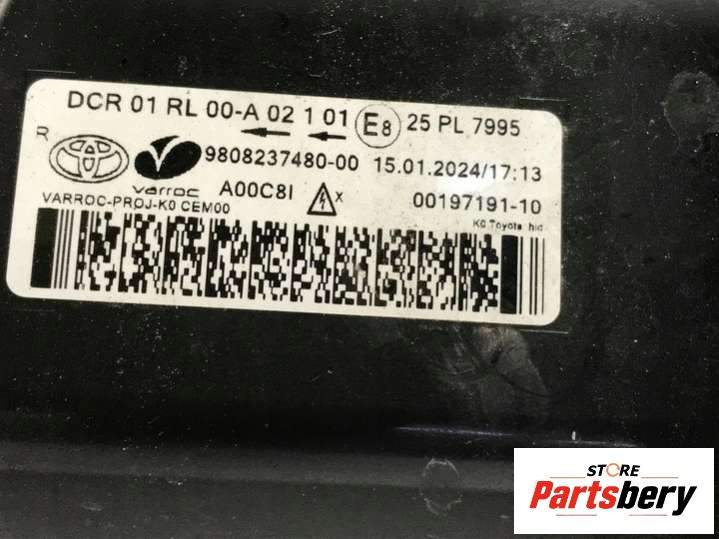 DCR 01 RL 00-A 02 1 01 E8 25 PL 7995
R 9808237480-00 15.01.2024/17:13
varroc A00C8I X 00197191-10
VARROC-PROJ-K0 CEM00
K0 Toyota hid
STORE
Partsbery